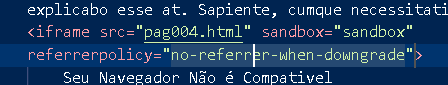 explicabo esse at. Sapiente, cumque necessitati
<iframe src="pag004.html" sandbox="sandbox"
referrerpolicy="no-referrer-when-downgrade">
Seu Navegador Não é Compativel